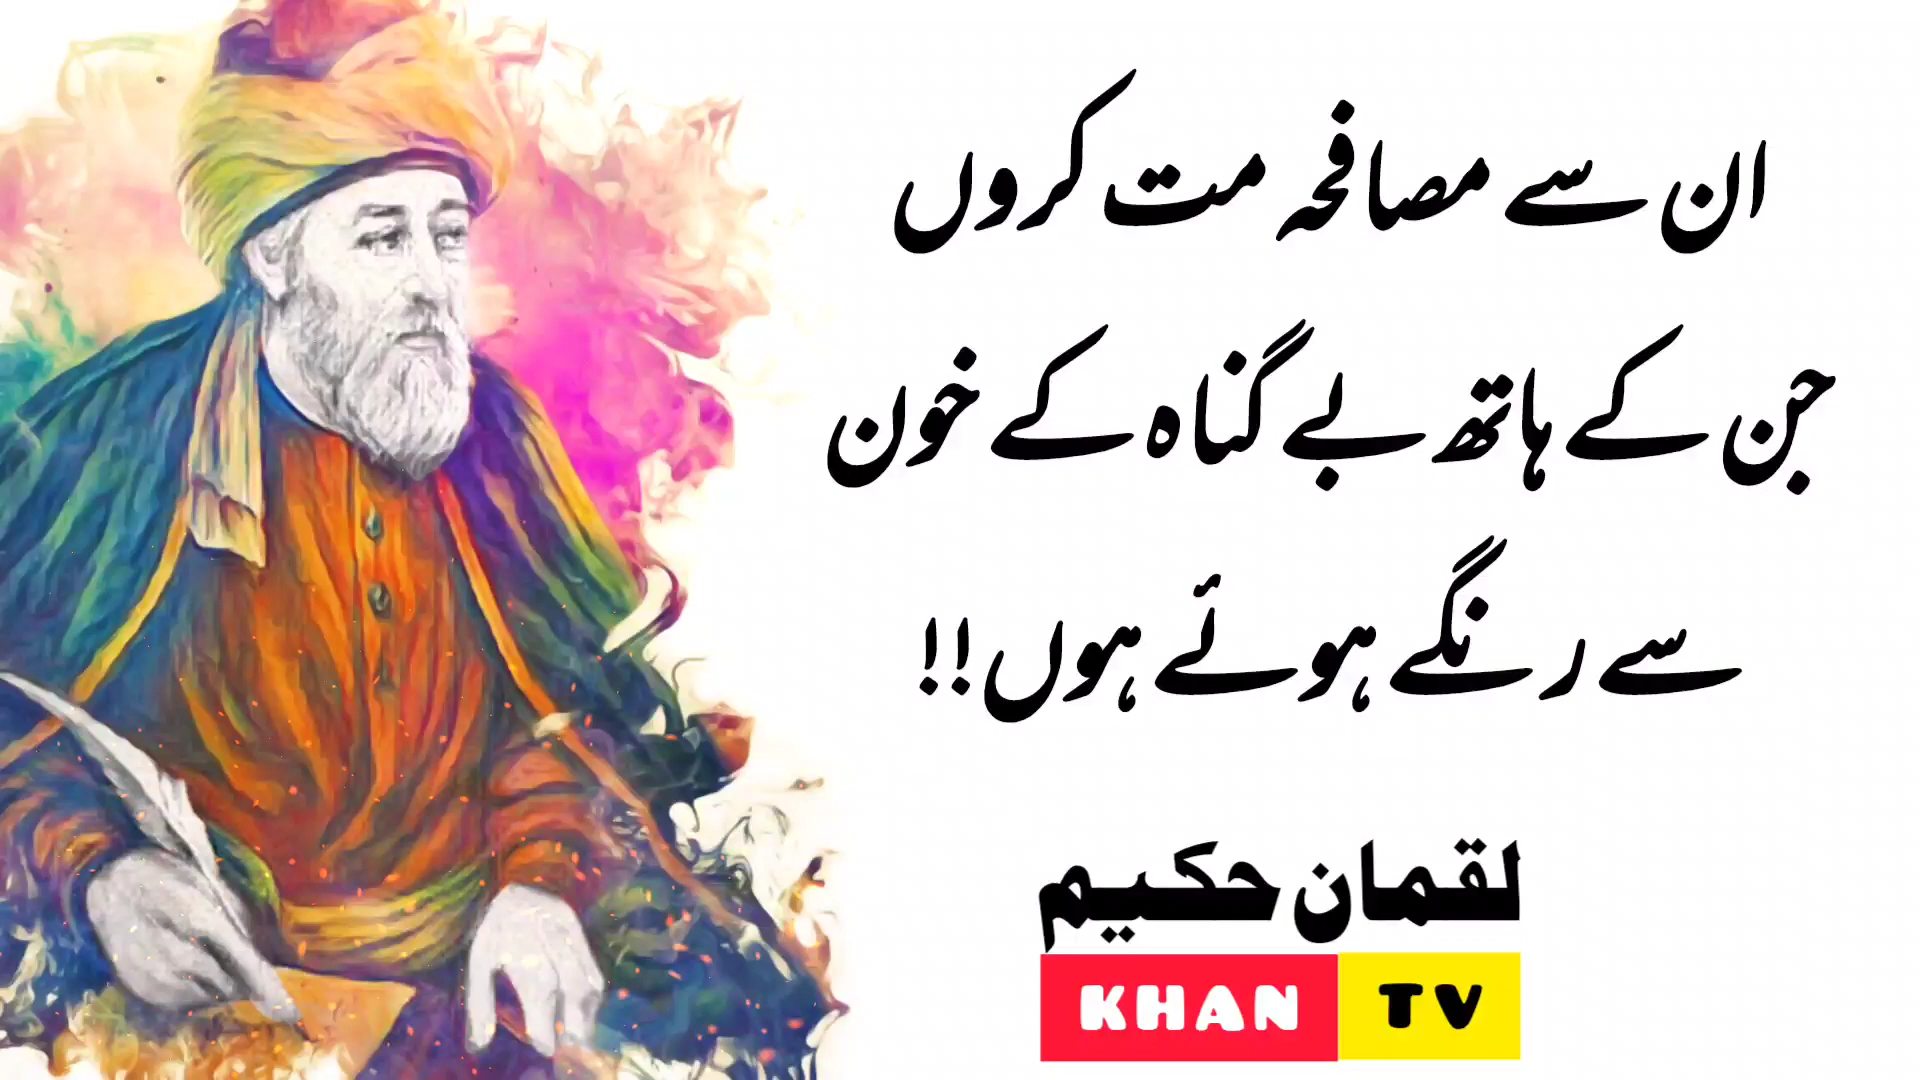 ان سے مصافحہ مت کروں
جن کے ہاتھ بے گناہ کے خون
سے رنگے ہوئے ہوں!!
لقمان حکیم
KHAN TV